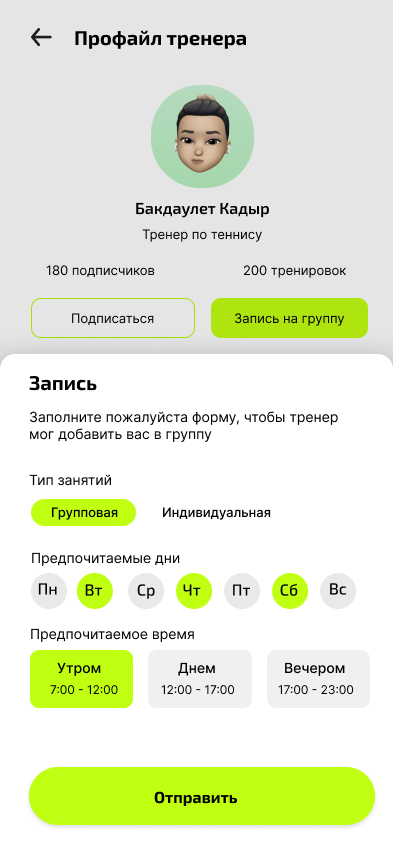 Профайл тренера
Бакдаулет Кадыр
Тренер по теннису
180 подписчиков 200 тренировок
Подписаться Запись на группу
Запись
Заполните пожалуйста форму, чтобы тренер
мог добавить вас в группу
Тип занятий
Групповая Индивидуальная
Предпочитаемые дни
Пн Вт Ср Чт Пт Сб Вс
Предпочитаемое время
Утром Днем Вечером
7:00 - 12:00 12:00 - 17:00 17:00 - 23:00
Отправить